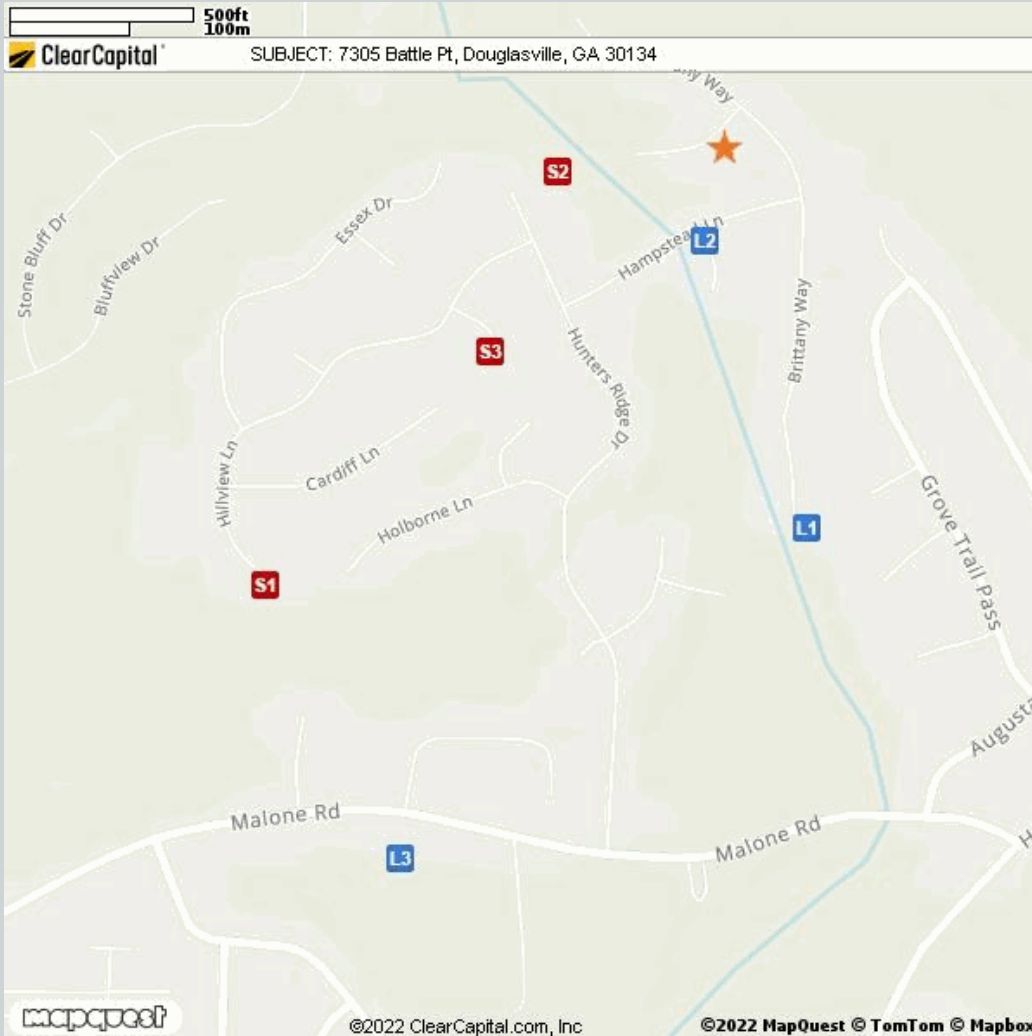 500ft
100m
ClearCapital
SUBJECT: 7305 Battle Pt, Douglasville, GA 30134
Way
S2
Essex Dr
Stone Bluff Dr
Bluffview Dr
Hampstead Ln
L2
Brittany Way
S3
Hunters Ridge Dr
Hillview Ln
Cardiff Ln
Holborne Ln
Grove Trail Pass
L1
S1
Augusta
Malone Rd
Malone Rd
L3
mapquest
©2022 ClearCapital.com, Inc
©2022 MapQuest © TomTom © Mapbox